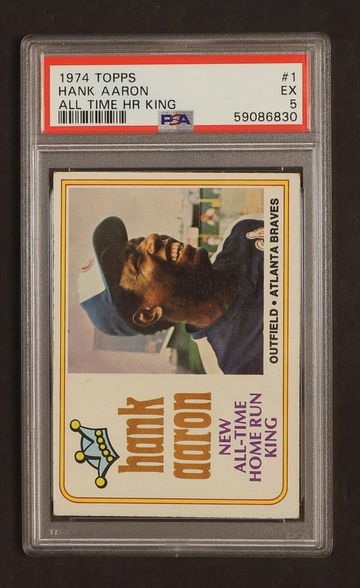 1974 TOPPS #1
HANK AARON EX
ALL TIME HR KING 5
PSA 59086830
hank
aaron
NEW
ALL-TIME
HOME RUN
KING
OUTFIELD • ATLANTA BRAVES